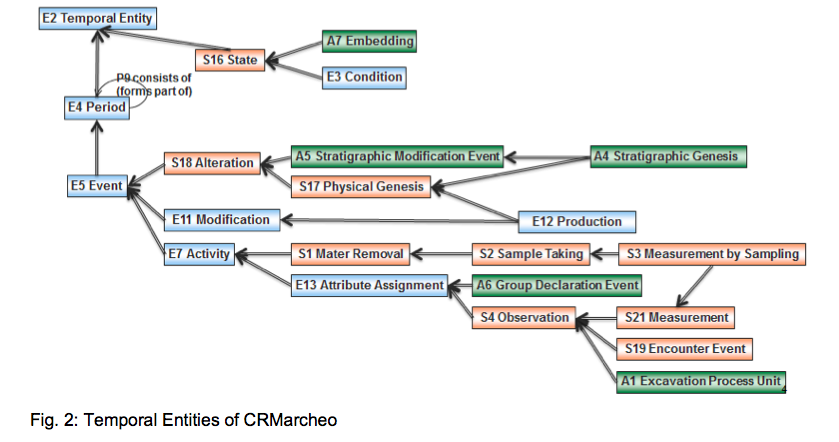 E2 Temporal Entity
A7 Embedding
S16 State
E3 Condition
P9 consists of
(forms part of)
E4 Period
A5 Stratigraphic Modification Event
A4 Stratigraphic Genesis
S18 Alteration
E5 Event
S17 Physical Genesis
E11 Modification
E12 Production
E7 Activity
S1 Mater Removal
S2 Sample Taking
S3 Measurement by Sampling
E13 Attribute Assignment
A6 Group Declaration Event
S4 Observation
S21 Measurement
S19 Encounter Event
A1 Excavation Process Unit
4
Fig. 2: Temporal Entities of CRMarcheo